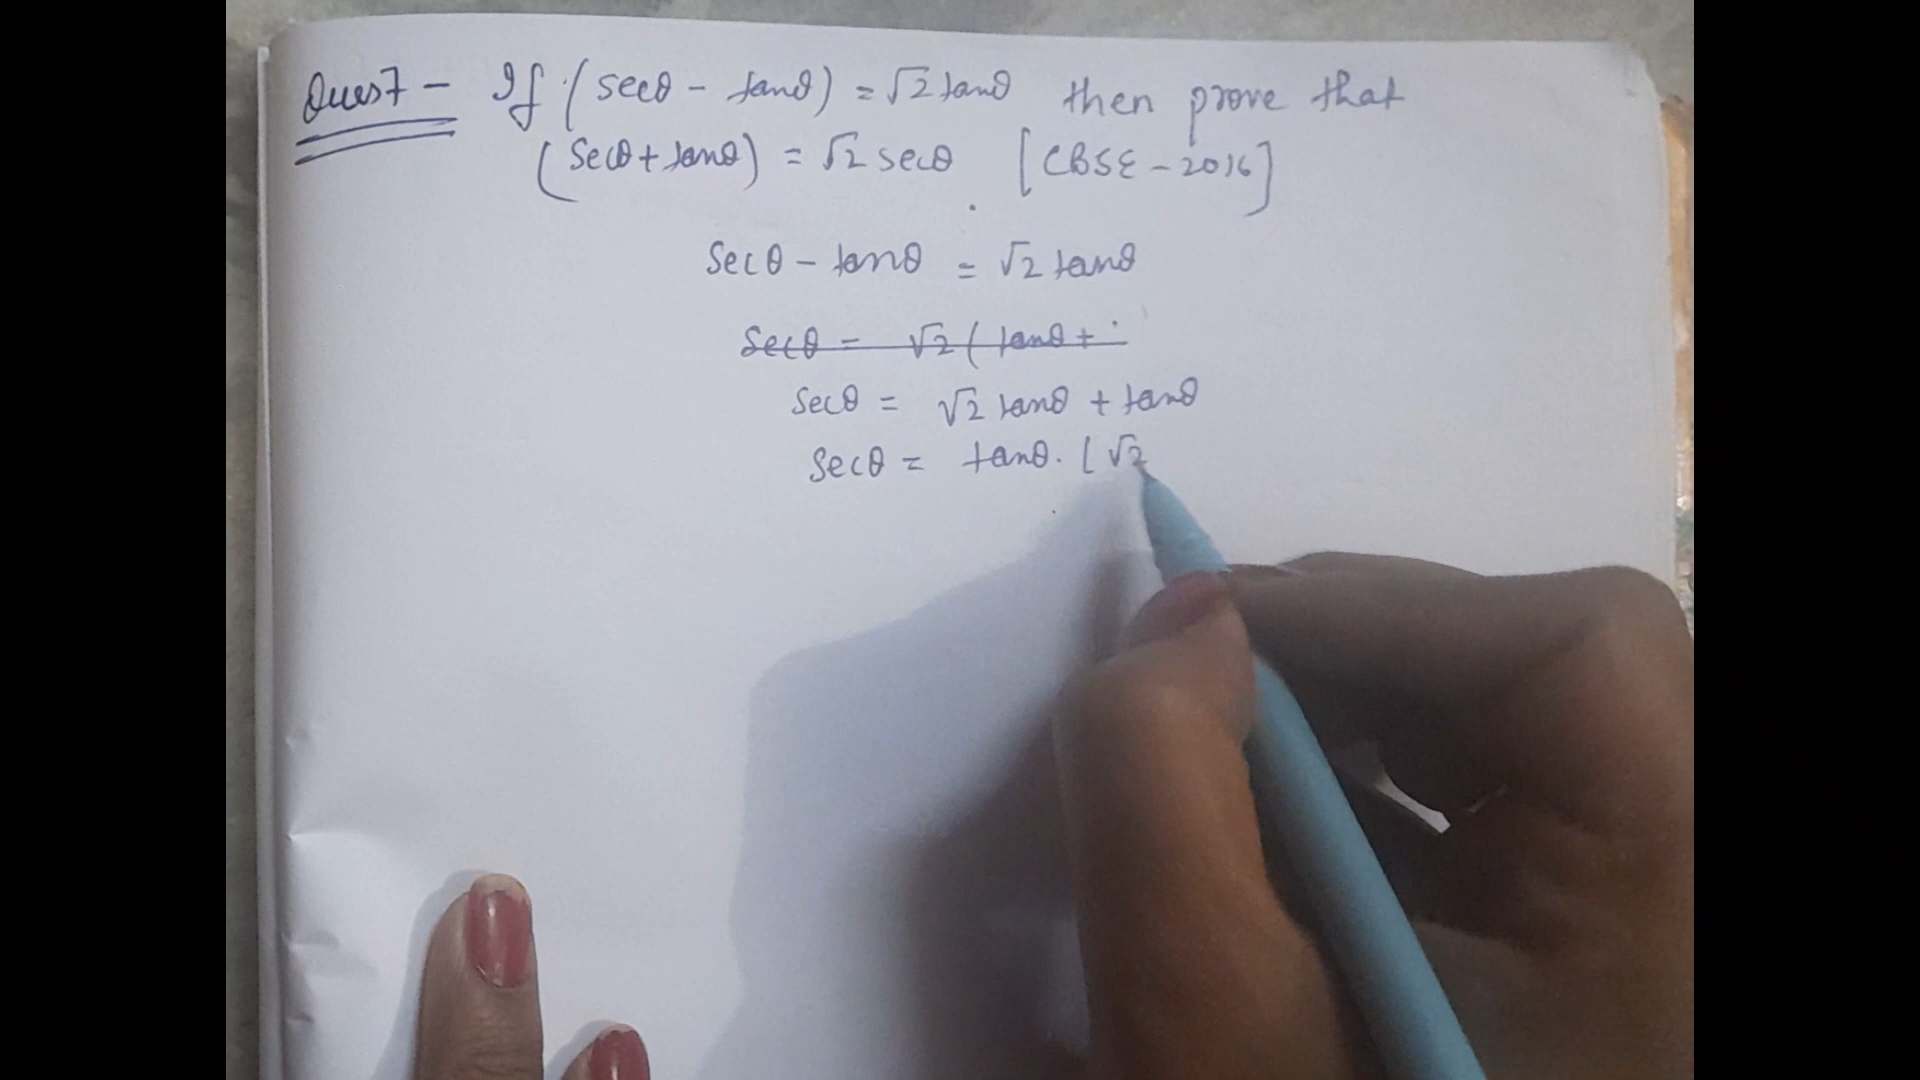 Ques7 - If (secθ - tanθ) = √2 tanθ then prove that
(Secθ + tanθ) = √2 secθ [CBSE - 2016]
Secθ - tanθ = √2 tanθ
Secθ = √2 ( tanθ +
Secθ = √2 tanθ + tanθ
Secθ = tanθ. [ √2